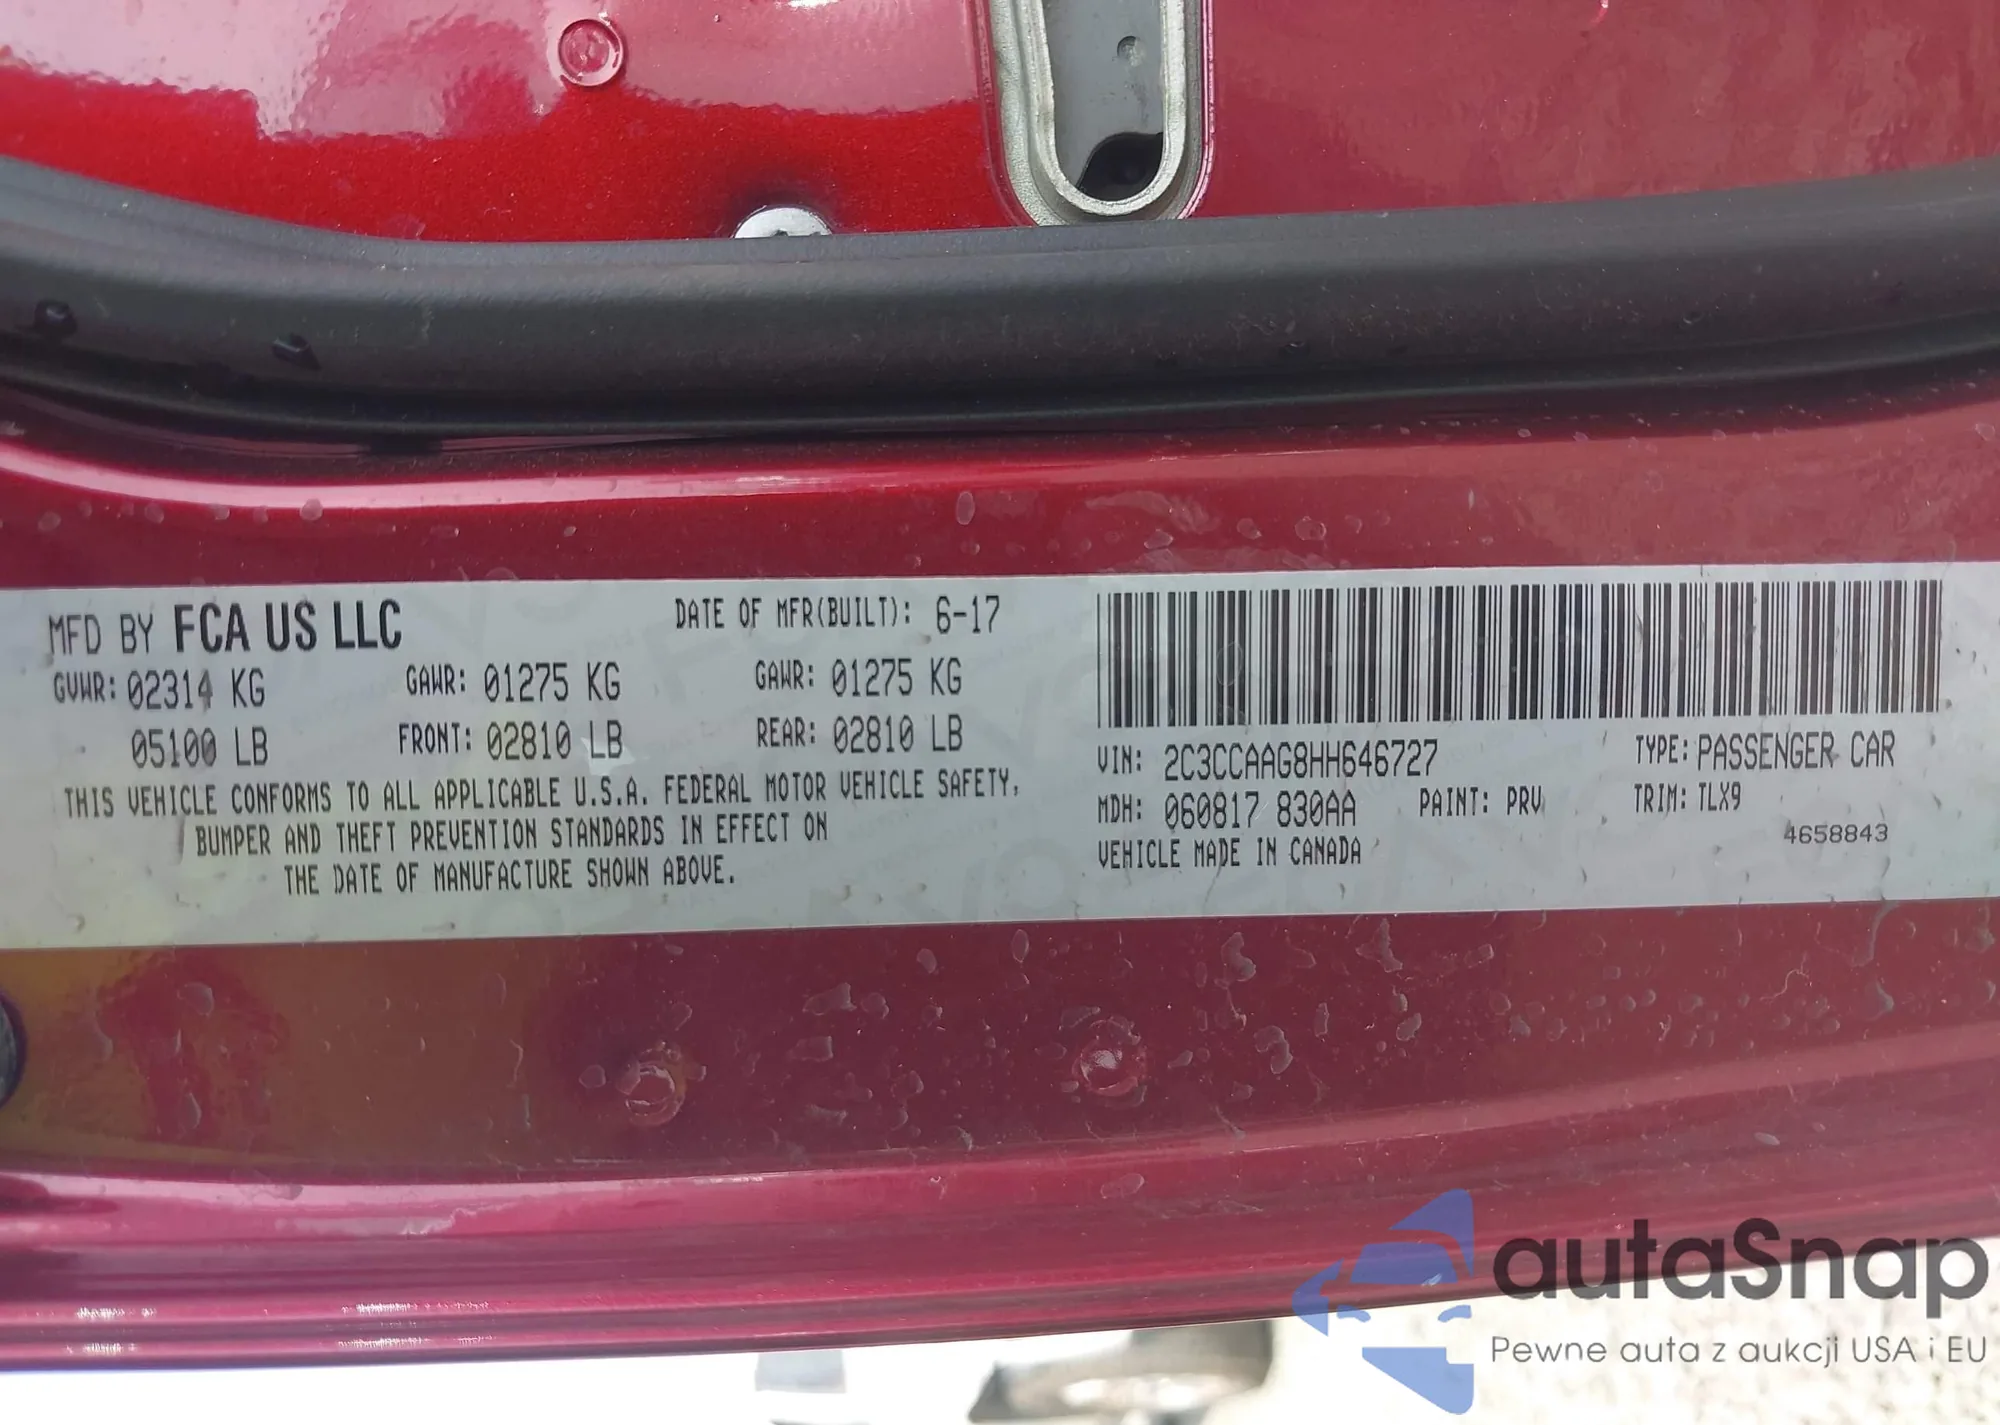 MFD BY FCA US LLC DATE OF MFR(BUILT): 6-17
GVWR: 02314 KG GAWR: 01275 KG GAWR: 01275 KG
05100 LB FRONT: 02810 LB REAR: 02810 LB
THIS VEHICLE CONFORMS TO ALL APPLICABLE U.S.A. FEDERAL MOTOR VEHICLE SAFETY,
BUMPER AND THEFT PREVENTION STANDARDS IN EFFECT ON
THE DATE OF MANUFACTURE SHOWN ABOVE.
VIN: 2C3CCAAG8HH646727 TYPE: PASSENGER CAR
MDH: 060817 830AA PAINT: PRV TRIM: TLX9
VEHICLE MADE IN CANADA 4658843
autaSnap
Pewne auta z aukcji USA i EU